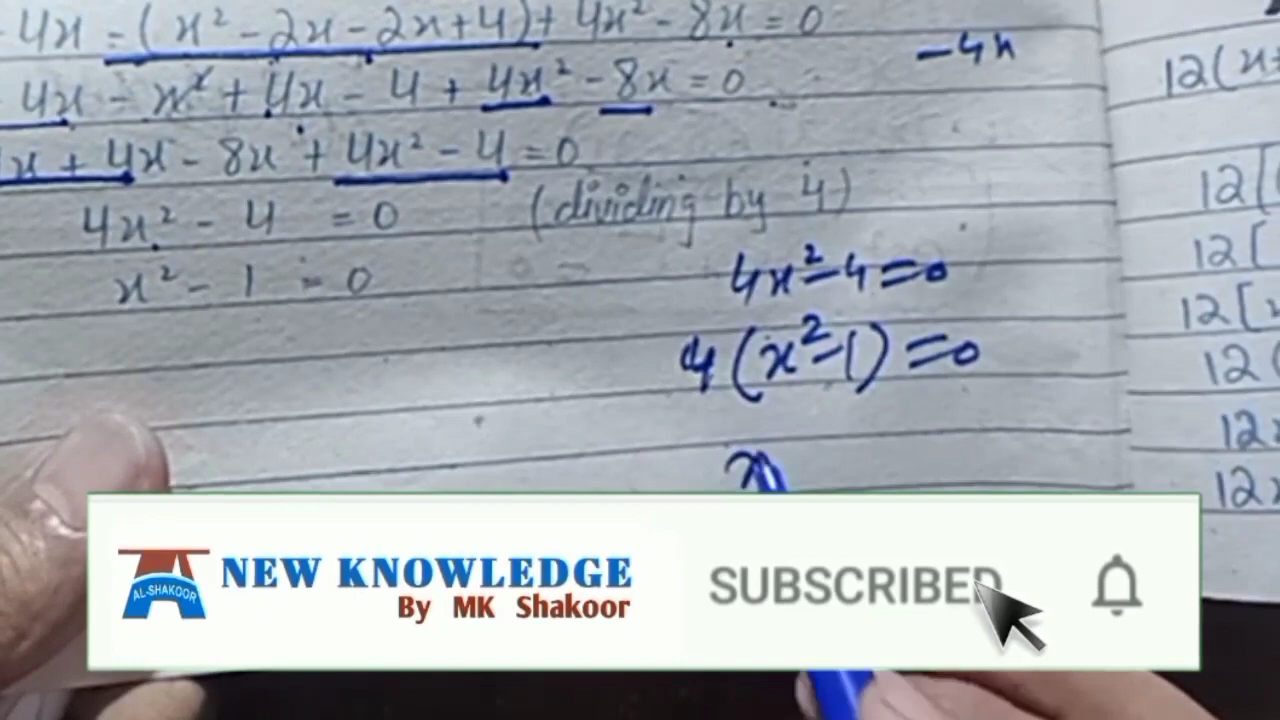 - 4x - (x² - 2x - 2x + 4) + 4x² - 8x = 0
- 4x
4x - x² + 4x - 4 + 4x² - 8x = 0
x + 4x - 8x + 4x² - 4 = 0
4x² - 4 = 0 (dividing by 4)
x² - 1 = 0
4x² - 4 = 0
4(x² - 1) = 0
x
12(x
12[
12[
12[
12(
12
12
AL-SHAKOOR
NEW KNOWLEDGE
By MK Shakoor
SUBSCRIBED